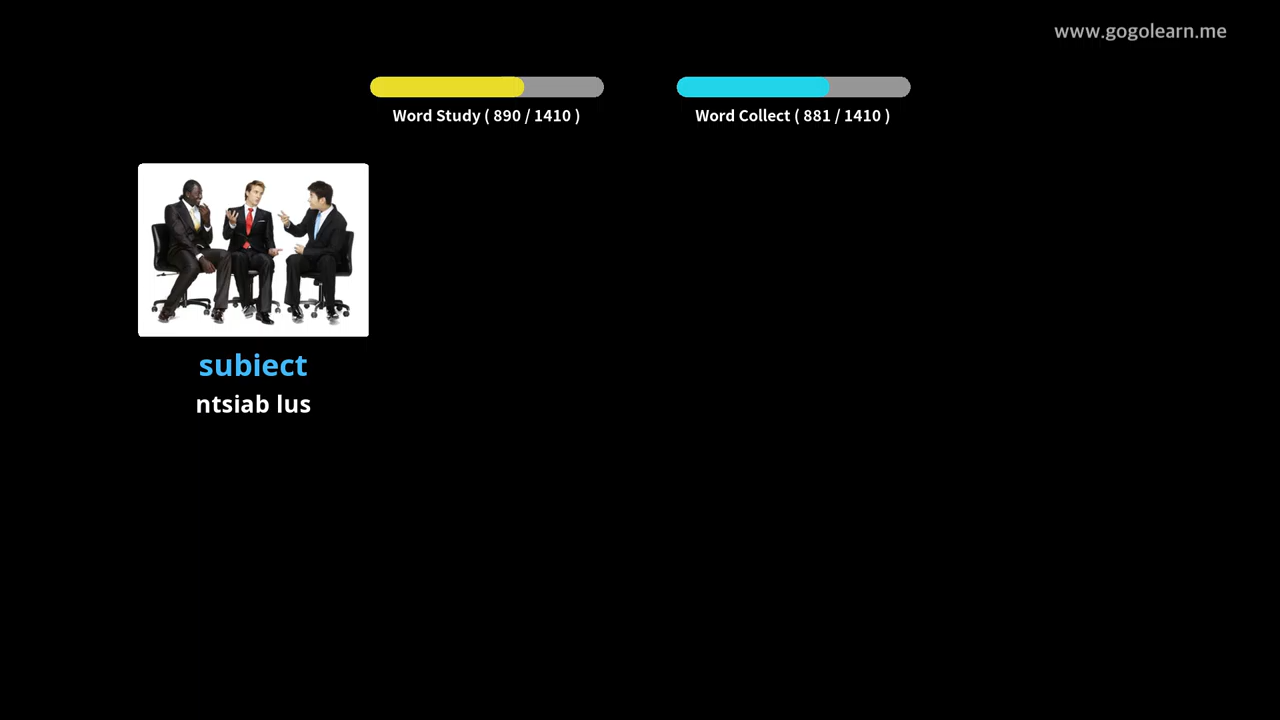 www.gogolearn.me
Word Study ( 890 / 1410 )
Word Collect ( 881 / 1410 )
subiect
ntsiab lus